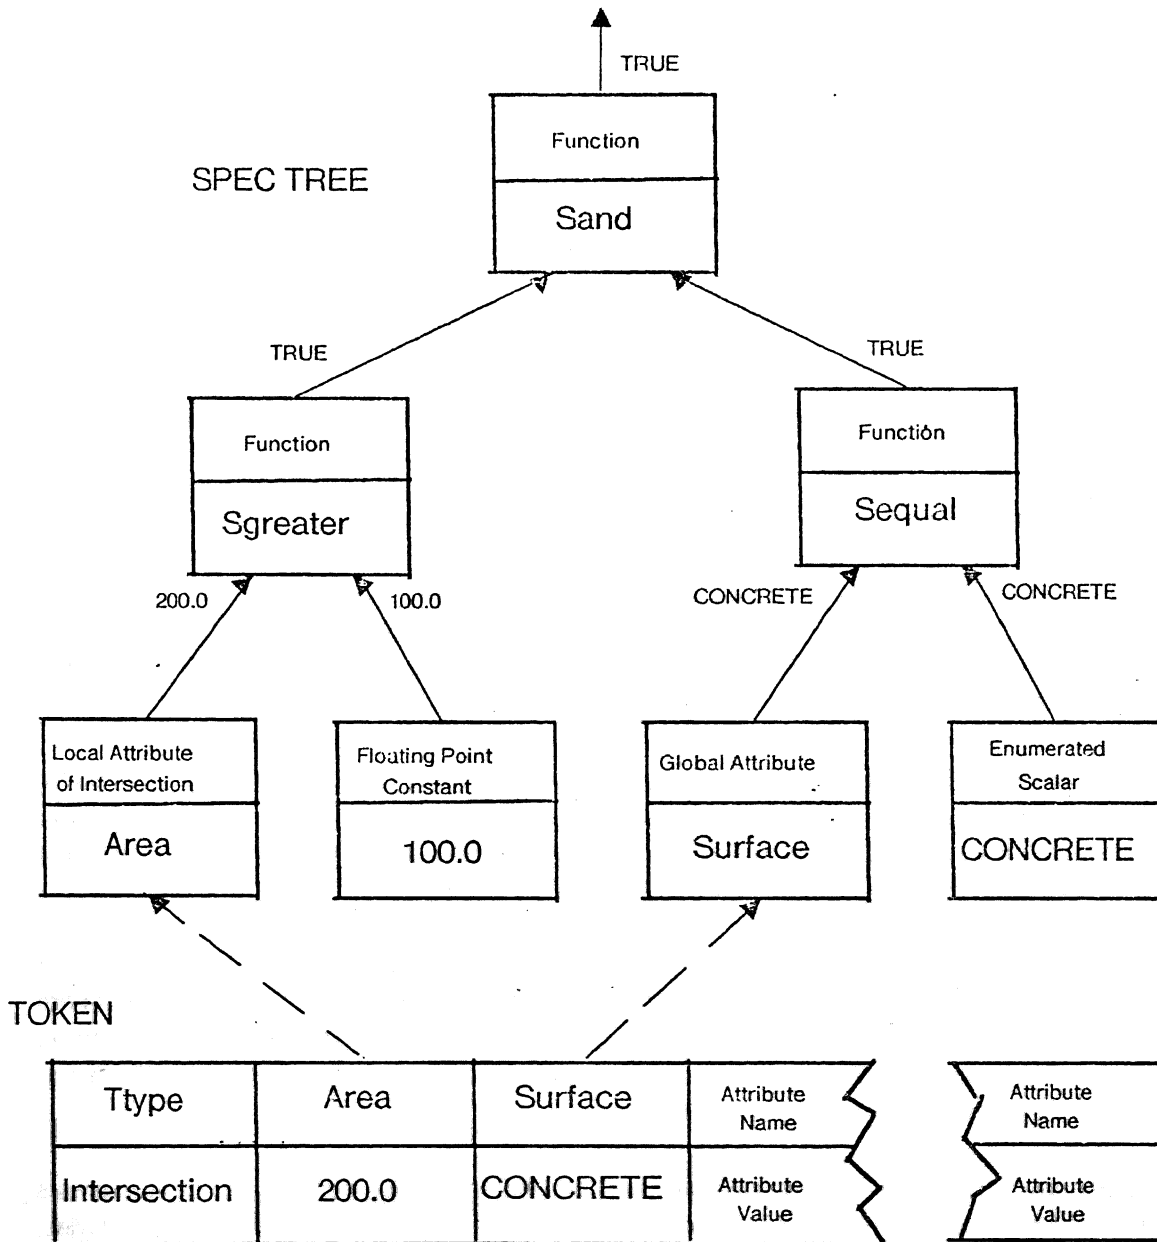 TRUE
Function
SPEC TREE
Sand
TRUE
TRUE
Function
Function
Sgreater
Sequal
200.0
100.0
CONCRETE
CONCRETE
Local Attribute
of Intersection
Floating Point
Constant
Global Attribute
Enumerated
Scalar
Area
100.0
Surface
CONCRETE
TOKEN
Ttype
Area
Surface
Attribute
Name
Attribute
Name
Intersection
200.0
CONCRETE
Attribute
Value
Attribute
Value